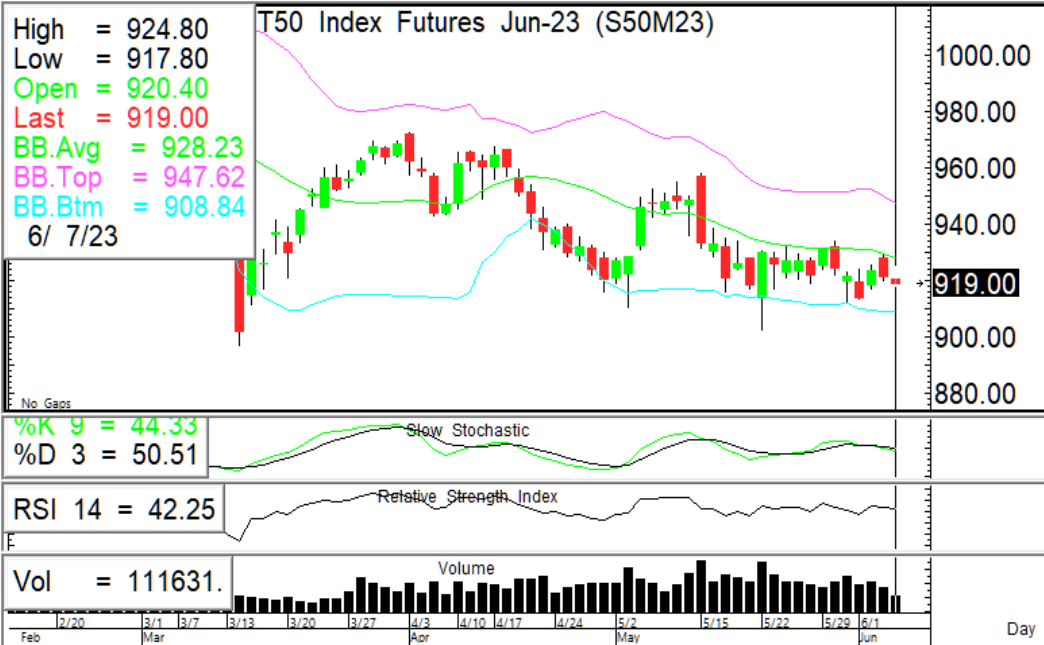 T50 Index Futures Jun-23 (S50M23)
High = 924.80
Low = 917.80
Open = 920.40
Last = 919.00
BB.Avg = 928.23
BB.Top = 947.62
BB.Btm = 908.84
6/ 7/23
1000.00
980.00
960.00
940.00
919.00
900.00
880.00
No Gaps
%K 9 = 44.33
%D 3 = 50.51
Slow Stochastic
RSI 14 = 42.25
Relative Strength Index
Vol = 111631.
Volume
2/20 3/1 3/7 3/13 3/20 3/27 4/3 4/10 4/17 4/24 5/2 5/15 5/22 5/29 6/1
Feb Mar Apr May Jun
Day